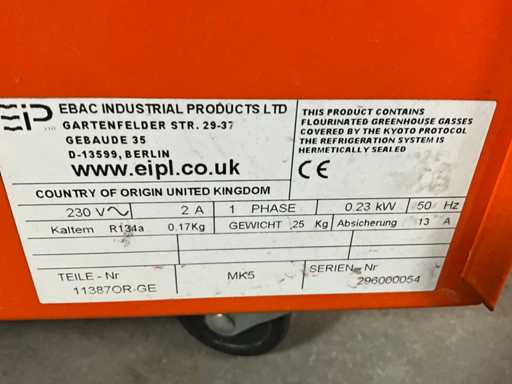 EIP LTD EBAC INDUSTRIAL PRODUCTS LTD
GARTENFELDER STR. 29-37
GEBAUDE 35
D-13599, BERLIN
www.eipl.co.uk
THIS PRODUCT CONTAINS
FLOURINATED GREENHOUSE GASSES
COVERED BY THE KYOTO PROTOCOL
THE REFRIGERATION SYSTEM IS
HERMETICALLY SEALED
CE
COUNTRY OF ORIGIN UNITED KINGDOM
230 V 2 A 1 PHASE 0.23 kW 50 Hz
Kaltem R134a 0.17Kg GEWICHT 25 Kg Absicherung 13 A
TEILE - Nr MK5 SERIEN - Nr
11387OR-GE 296000054